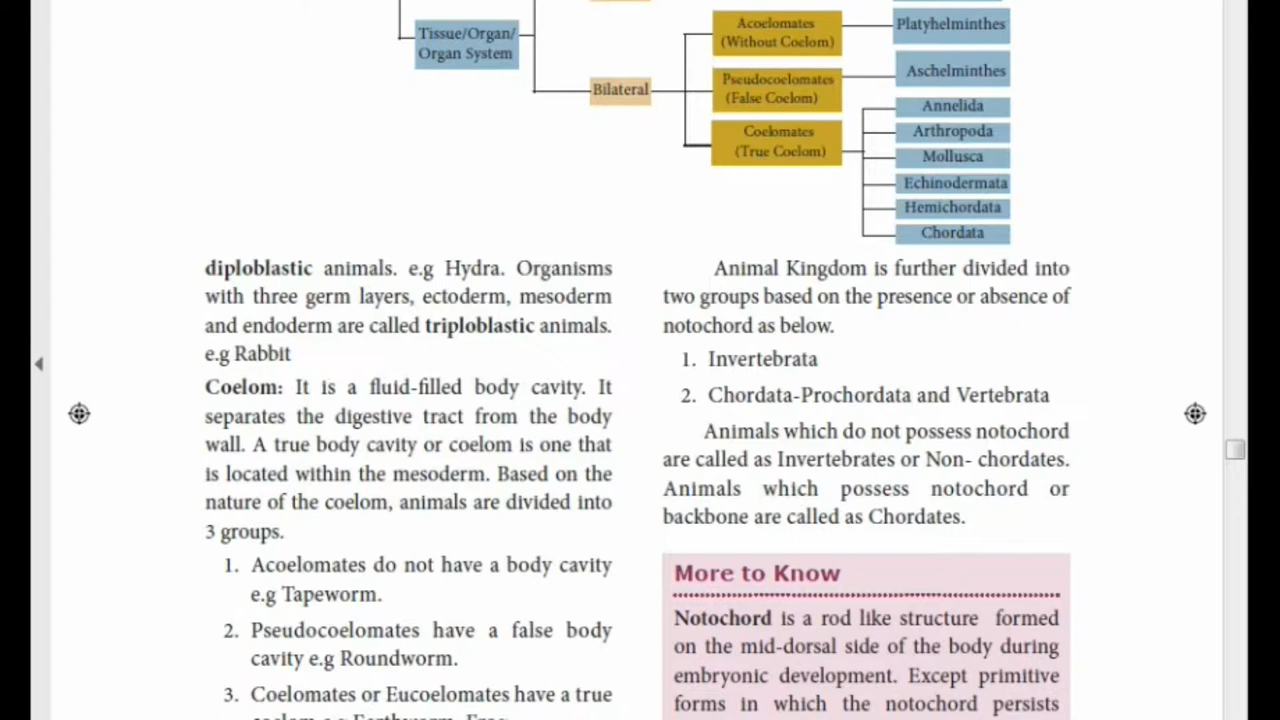 Tissue/Organ/
Organ System
Bilateral
Acoelomates
(Without Coelom)
Pseudocoelomates
(False Coelom)
Coelomates
(True Coelom)
Platyhelminthes
Aschelminthes
Annelida
Arthropoda
Mollusca
Echinodermata
Hemichordata
Chordata
diploblastic animals. e.g Hydra. Organisms
with three germ layers, ectoderm, mesoderm
and endoderm are called triploblastic animals.
e.g Rabbit
Coelom: It is a fluid-filled body cavity. It
separates the digestive tract from the body
wall. A true body cavity or coelom is one that
is located within the mesoderm. Based on the
nature of the coelom, animals are divided into
3 groups.
1. Acoelomates do not have a body cavity
e.g Tapeworm.
2. Pseudocoelomates have a false body
cavity e.g Roundworm.
3. Coelomates or Eucoelomates have a true
Animal Kingdom is further divided into
two groups based on the presence or absence of
notochord as below.
1. Invertebrata
2. Chordata-Prochordata and Vertebrata
Animals which do not possess notochord
are called as Invertebrates or Non- chordates.
Animals which possess notochord or
backbone are called as Chordates.
More to Know
Notochord is a rod like structure formed
on the mid-dorsal side of the body during
embryonic development. Except primitive
forms in which the notochord persists